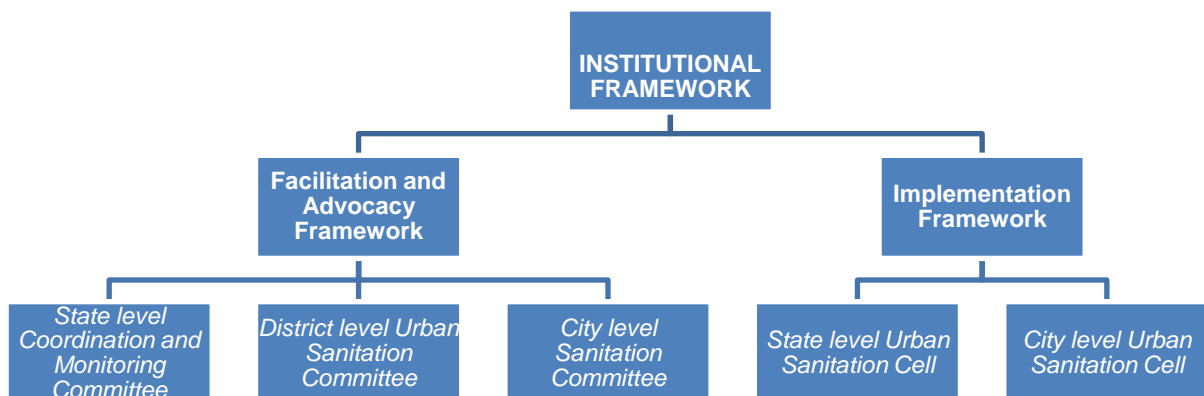 INSTITUTIONAL
FRAMEWORK
Facilitation and
Advocacy
Framework
Implementation
Framework
State level
Coordination and
Monitoring
Committee
District level Urban
Sanitation
Committee
City level
Sanitation
Committee
State level Urban
Sanitation Cell
City level Urban
Sanitation Cell